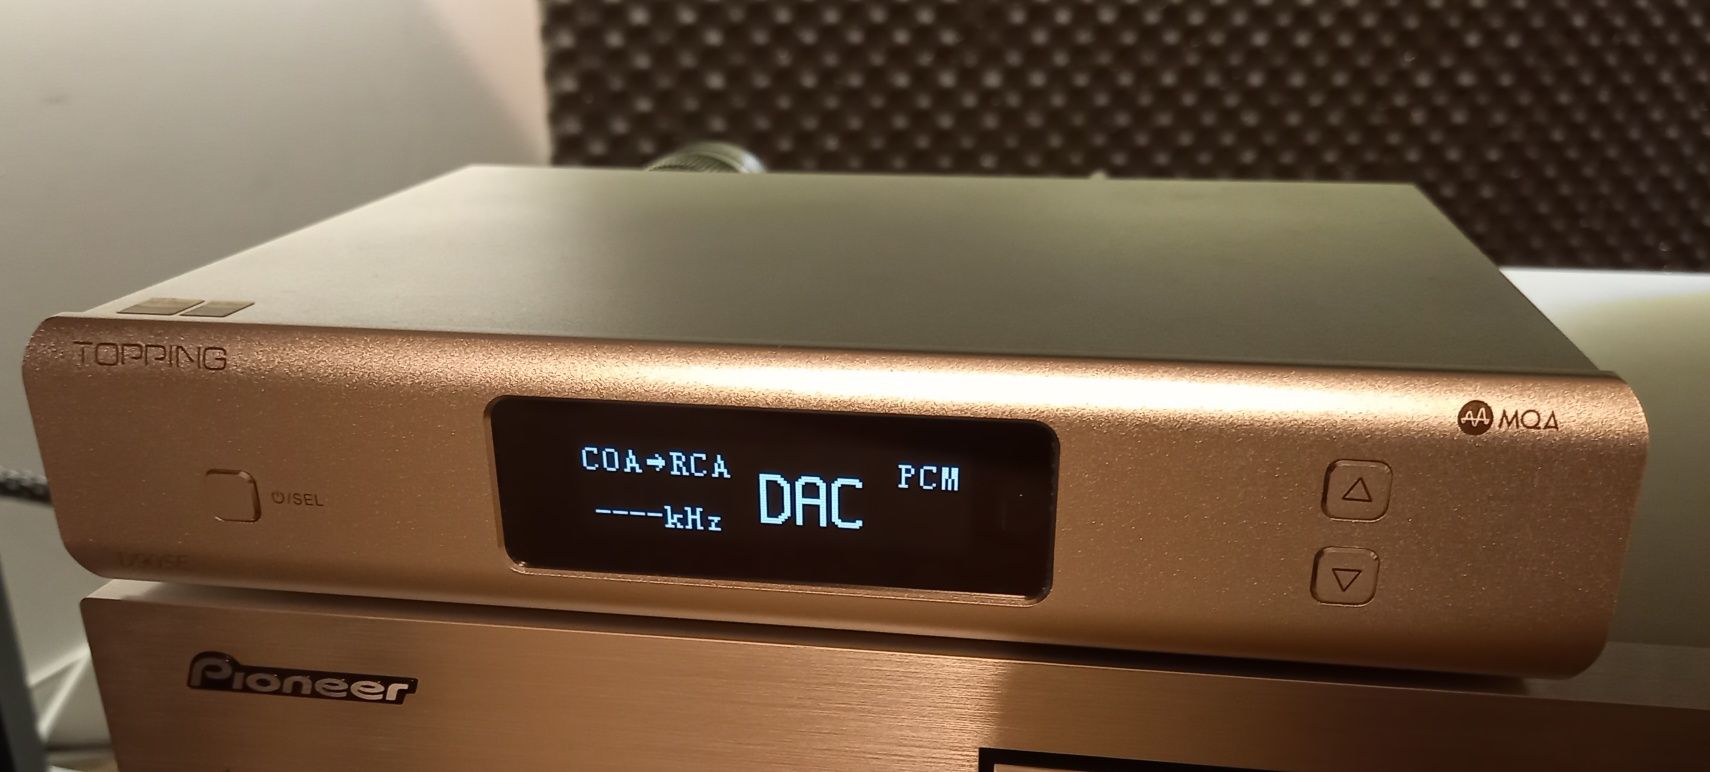 TOPPING
MQA
COA→RCA
DAC
PCM
----kHz
⏻/SEL
Pioneer